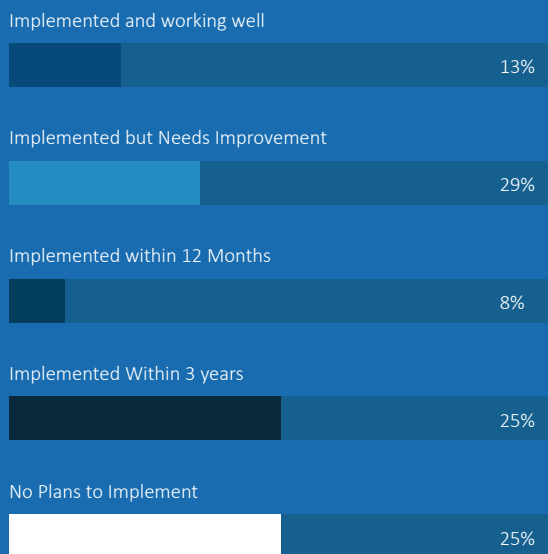 Implemented and working well
13%
Implemented but Needs Improvement
29%
Implemented within 12 Months
8%
Implemented Within 3 years
25%
No Plans to Implement
25%